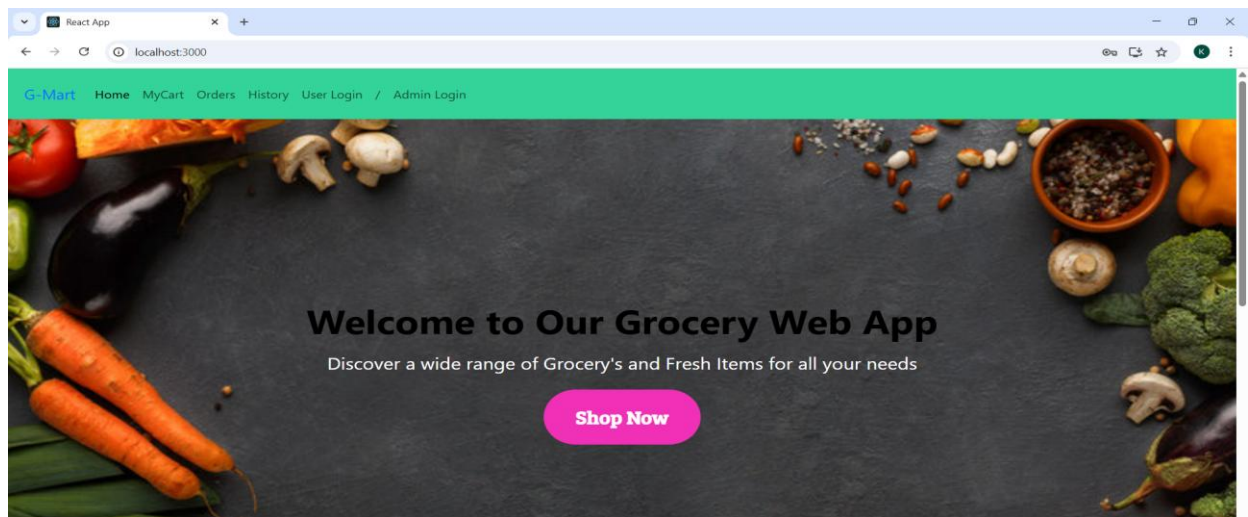 React App
localhost:3000
K
G-Mart Home MyCart Orders History User Login / Admin Login
Welcome to Our Grocery Web App
Discover a wide range of Grocery's and Fresh Items for all your needs
Shop Now